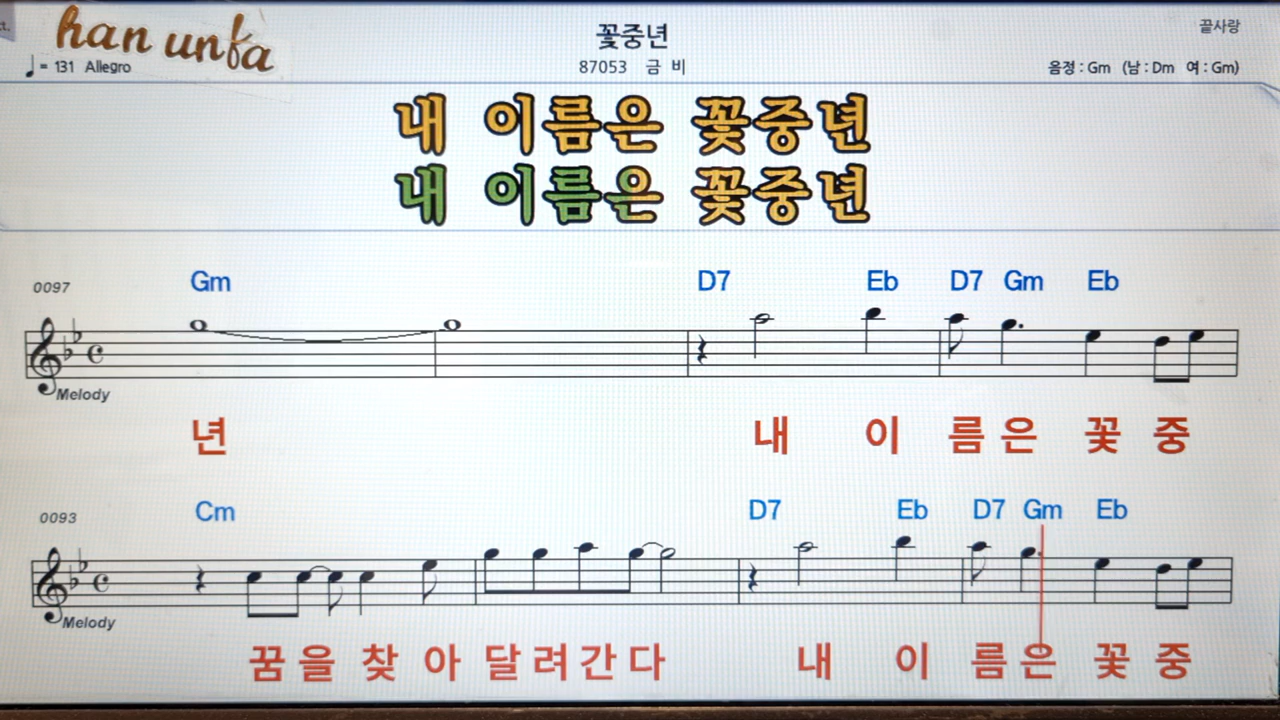 ct.
han unfa
꽃중년
끝사랑
♩= 131 Allegro
87053 금 비
음정 : Gm (남 : Dm 여 : Gm)
내 이름은 꽃중년
내 이름은 꽃중년
0097
Gm D7 Eb D7 Gm Eb
Melody
년 내 이 름 은 꽃 중
0093
Cm D7 Eb D7 Gm Eb
Melody
꿈 을 찾 아 달 려 간 다 내 이 름 은 꽃 중